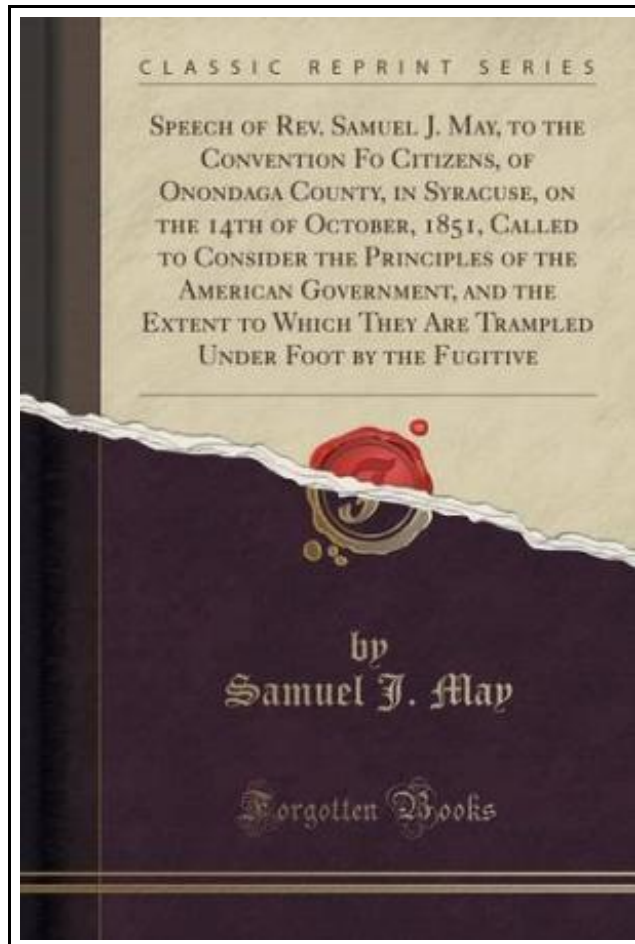 CLASSIC REPRINT SERIES
SPEECH OF REV. SAMUEL J. MAY, TO THE
CONVENTION FO CITIZENS, OF
ONONDAGA COUNTY, IN SYRACUSE, ON
THE 14TH OF OCTOBER, 1851, CALLED
TO CONSIDER THE PRINCIPLES OF THE
AMERICAN GOVERNMENT, AND THE
EXTENT TO WHICH THEY ARE TRAMPLED
UNDER FOOT BY THE FUGITIVE
by
Samuel J. May
Forgotten Books